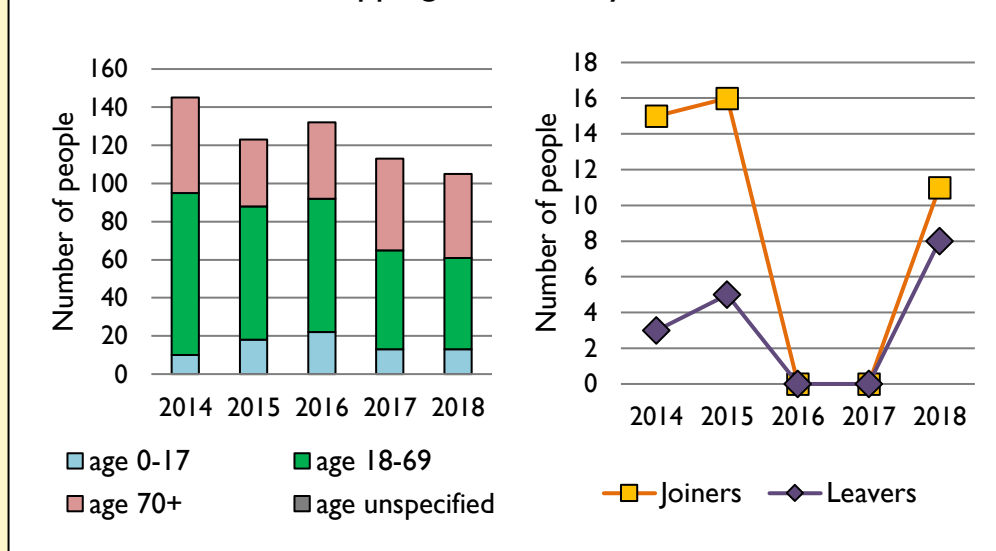 Number of people
160
140
120
100
80
60
40
20
0
2014 2015 2016 2017 2018
age 0-17 age 18-69
age 70+ age unspecified
Number of people
18
16
14
12
10
8
6
4
2
0
2014 2015 2016 2017 2018
Joiners Leavers